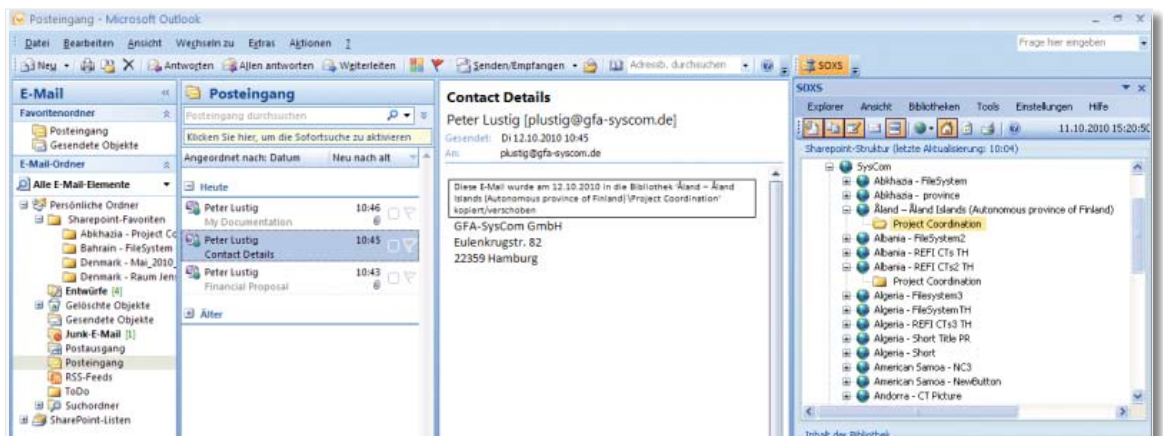 Posteingang - Microsoft Outlook
Datei Bearbeiten Ansicht Wechseln zu Extras Aktionen ?
Frage hier eingeben
Neu Antworten Allen antworten Weiterleiten Senden/Empfangen Adressb. durchsuchen
SOXS
E-Mail
Favoritenordner
Posteingang
Gesendete Objekte
E-Mail-Ordner
Alle E-Mail-Elemente
Persönliche Ordner
Sharepoint-Favoriten
Abkhazia - Project Co
Bahrain - FileSystem
Denmark - Mai_2010_
Denmark - Raum Jens
Entwürfe [4]
Gelöschte Objekte
Gesendete Objekte
Junk-E-Mail [1]
Postausgang
Posteingang
RSS-Feeds
ToDo
Suchordner
SharePoint-Listen
Posteingang
Posteingang durchsuchen
Klicken Sie hier, um die Sofortsuche zu aktivieren
Angeordnet nach: Datum Neu nach alt
Heute
Peter Lustig 10:46
My Documentation
Peter Lustig 10:45
Contact Details
Peter Lustig 10:43
Financial Proposal
Älter
Contact Details
Peter Lustig [plustig@gfa-syscom.de]
Gesendet: Di 12.10.2010 10:45
An: plustig@gfa-syscom.de
Diese E-Mail wurde am 12.10.2010 in die Bibliothek 'Åland – Åland
Islands (Autonomous province of Finland)\Project Coordination'
kopiert/verschoben
GFA-SysCom GmbH
Eulenkrugstr. 82
22359 Hamburg
SOXS
Explorer Ansicht Bibliotheken Tools Einstellungen Hilfe
11.10.2010 15:20:50
Sharepoint-Struktur (letzte Aktualisierung: 10:04)
SysCom
Abkhazia - FileSystem
Abkhazia - province
Åland – Åland Islands (Autonomous province of Finland)
Project Coordination
Albania - FileSystem2
Albania - REFI CTs TH
Albania - REFI CTs2 TH
Project Coordination
Algeria - Filesystem3
Algeria - FileSystemTH
Algeria - REFI CTs3 TH
Algeria - Short Title PR
Algeria - Short
American Samoa - NC3
American Samoa - NewButton
Andorra - CT Picture
Inhalt der Bibliothek